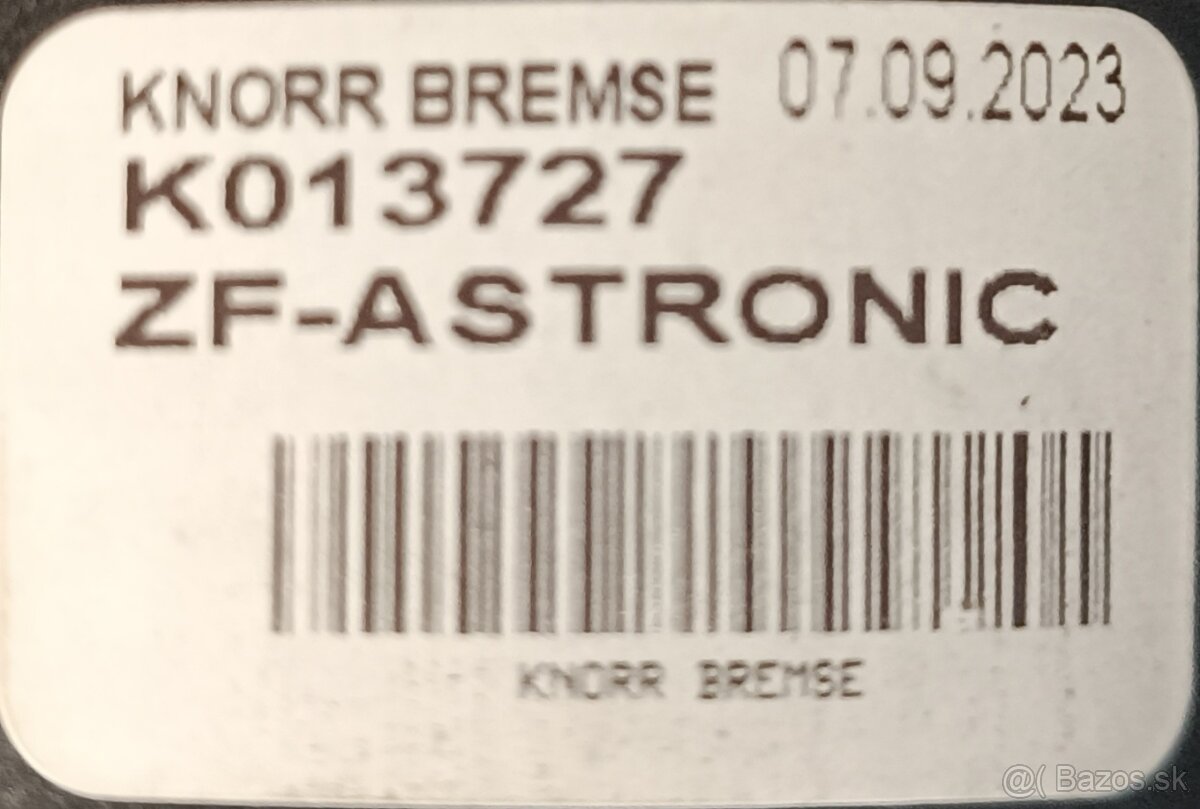 KNORR BREMSE 07.09.2023
K013727
ZF-ASTRONIC
KNORR BREMSE
@( Bazos.sk